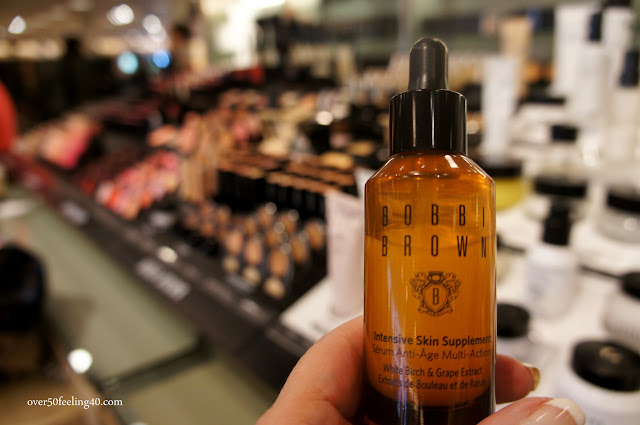 BOBBI
BROWN
B
Intensive Skin Supplement
Sérum Anti-Âge Multi-Actions
White Birch & Grape Extract
Extraits de Bouleau et de Raisin
over50feeling40.com